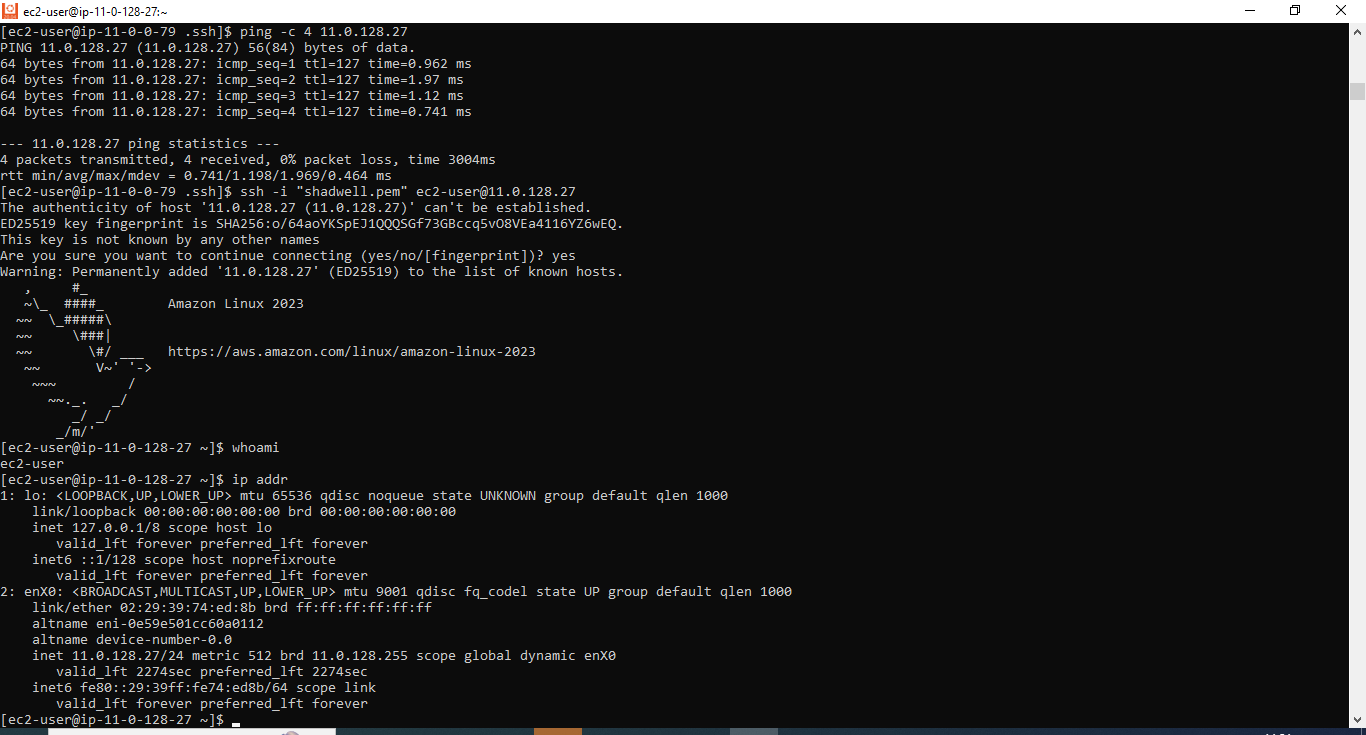 ec2-user@ip-11-0-128-27:~
[ec2-user@ip-11-0-0-79 .ssh]$ ping -c 4 11.0.128.27
PING 11.0.128.27 (11.0.128.27) 56(84) bytes of data.
64 bytes from 11.0.128.27: icmp_seq=1 ttl=127 time=0.962 ms
64 bytes from 11.0.128.27: icmp_seq=2 ttl=127 time=1.97 ms
64 bytes from 11.0.128.27: icmp_seq=3 ttl=127 time=1.12 ms
64 bytes from 11.0.128.27: icmp_seq=4 ttl=127 time=0.741 ms

--- 11.0.128.27 ping statistics ---
4 packets transmitted, 4 received, 0% packet loss, time 3004ms
rtt min/avg/max/mdev = 0.741/1.198/1.969/0.464 ms
[ec2-user@ip-11-0-0-79 .ssh]$ ssh -i "shadwell.pem" ec2-user@11.0.128.27
The authenticity of host '11.0.128.27 (11.0.128.27)' can't be established.
ED25519 key fingerprint is SHA256:o/64aoYKSpEJ1QQQSGf73GBccq5vO8VEa4116YZ6wEQ.
This key is not known by any other names
Are you sure you want to continue connecting (yes/no/[fingerprint])? yes
Warning: Permanently added '11.0.128.27' (ED25519) to the list of known hosts.
   ,     #_
   ~\_  ####_        Amazon Linux 2023
  ~~  \_#####\
  ~~     \###|
  ~~       \#/ ___   https://aws.amazon.com/linux/amazon-linux-2023
   ~~       V~' '->
    ~~~         /
      ~~._.   _/
         _/ _/
       _/m/'
[ec2-user@ip-11-0-128-27 ~]$ whoami
ec2-user
[ec2-user@ip-11-0-128-27 ~]$ ip addr
1: lo: <LOOPBACK,UP,LOWER_UP> mtu 65536 qdisc noqueue state UNKNOWN group default qlen 1000
    link/loopback 00:00:00:00:00:00 brd 00:00:00:00:00:00
    inet 127.0.0.1/8 scope host lo
       valid_lft forever preferred_lft forever
    inet6 ::1/128 scope host noprefixroute
       valid_lft forever preferred_lft forever
2: enX0: <BROADCAST,MULTICAST,UP,LOWER_UP> mtu 9001 qdisc fq_codel state UP group default qlen 1000
    link/ether 02:29:39:74:ed:8b brd ff:ff:ff:ff:ff:ff
    altname eni-0e59e501cc60a0112
    altname device-number-0.0
    inet 11.0.128.27/24 metric 512 brd 11.0.128.255 scope global dynamic enX0
       valid_lft 2274sec preferred_lft 2274sec
    inet6 fe80::29:39ff:fe74:ed8b/64 scope link
       valid_lft forever preferred_lft forever
[ec2-user@ip-11-0-128-27 ~]$